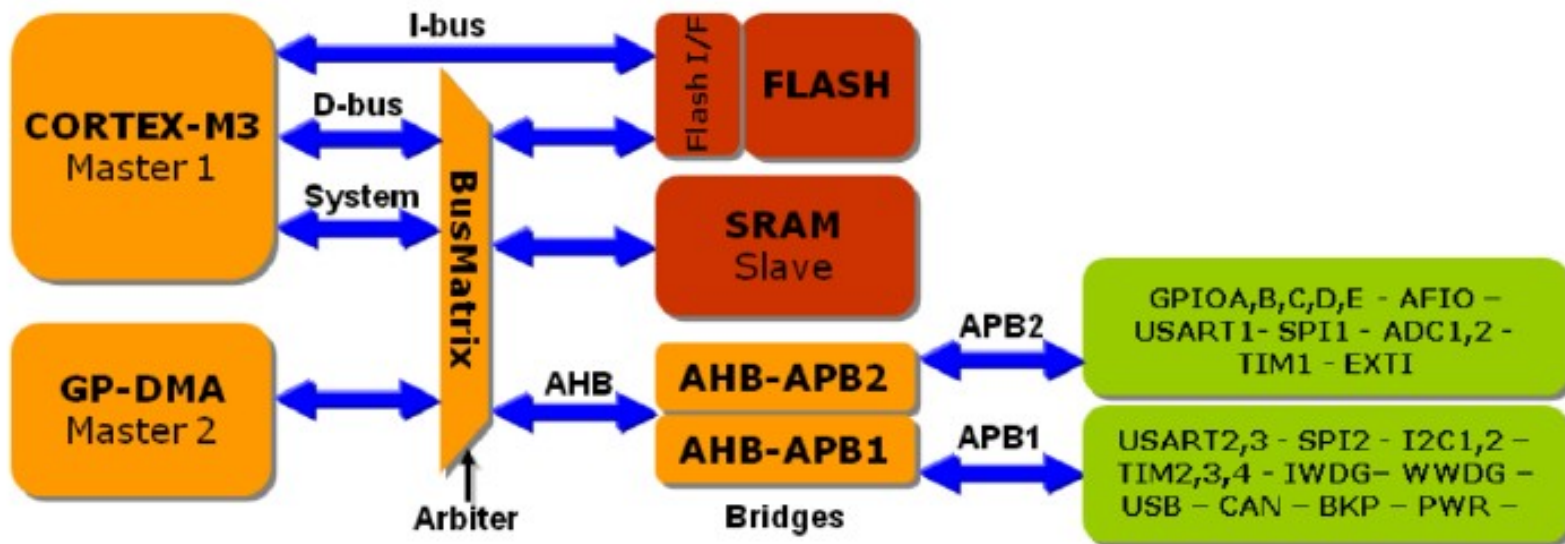 I-bus
CORTEX-M3
Master 1
D-bus
System
BusMatrix
Flash I/F
FLASH
SRAM
Slave
GP-DMA
Master 2
AHB
AHB-APB2
AHB-APB1
APB2
APB1
GPIOA,B,C,D,E - AFIO –
USART1- SPI1 - ADC1,2 -
TIM1 - EXTI
USART2,3 - SPI2 - I2C1,2 –
TIM2,3,4 - IWDG– WWDG –
USB – CAN – BKP – PWR –
Arbiter
Bridges